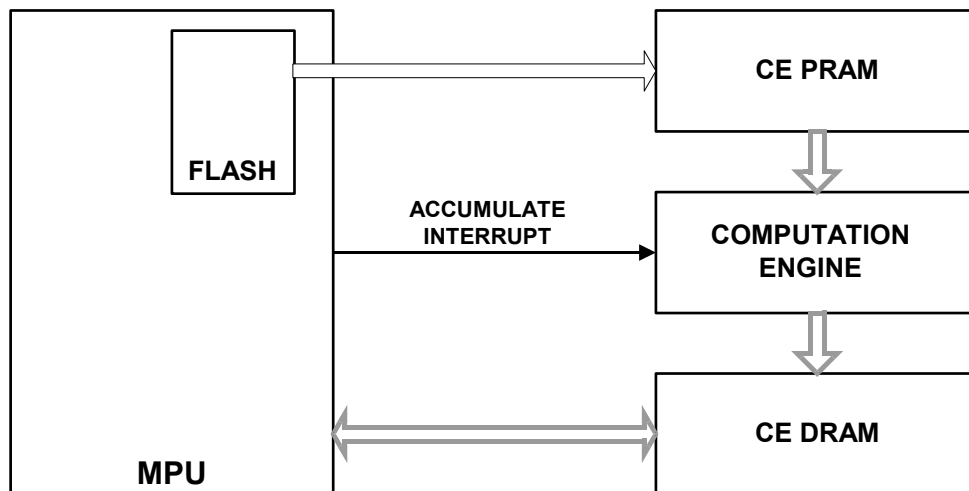 CE PRAM
FLASH
ACCUMULATE
INTERRUPT
COMPUTATION
ENGINE
CE DRAM
MPU